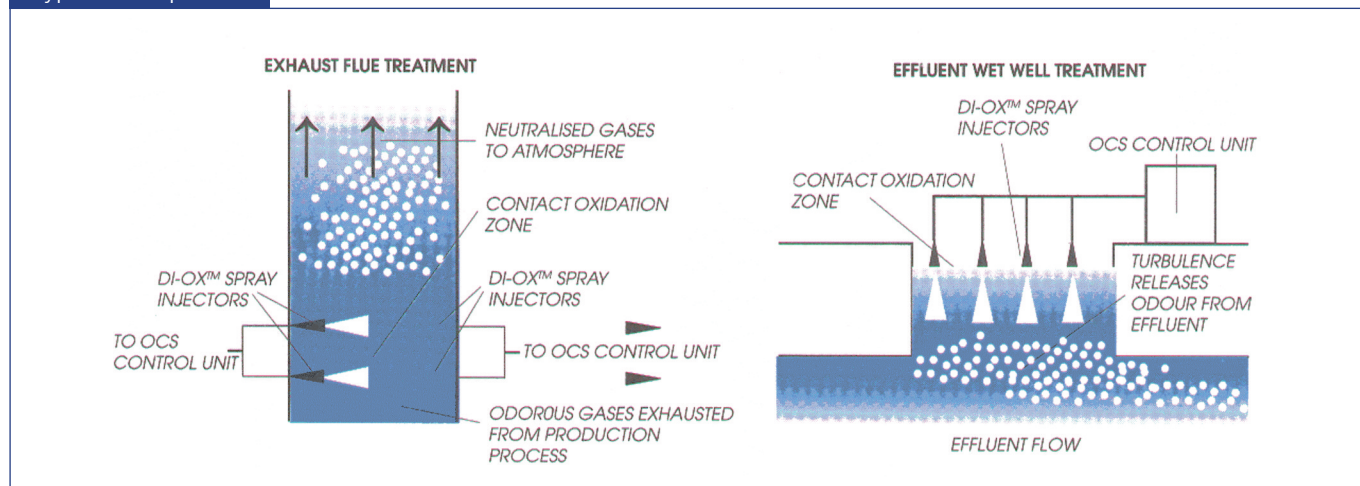 EXHAUST FLUE TREATMENT
NEUTRALISED GASES
TO ATMOSPHERE
CONTACT OXIDATION
ZONE
DI-OX™ SPRAY
INJECTORS
DI-OX™ SPRAY
INJECTORS
TO OCS
CONTROL UNIT
TO OCS CONTROL UNIT
ODOROUS GASES EXHAUSTED
FROM PRODUCTION
PROCESS
EFFLUENT WET WELL TREATMENT
DI-OX™ SPRAY
INJECTORS
OCS CONTROL UNIT
CONTACT OXIDATION
ZONE
TURBULENCE
RELEASES
ODOUR FROM
EFFLUENT
EFFLUENT FLOW